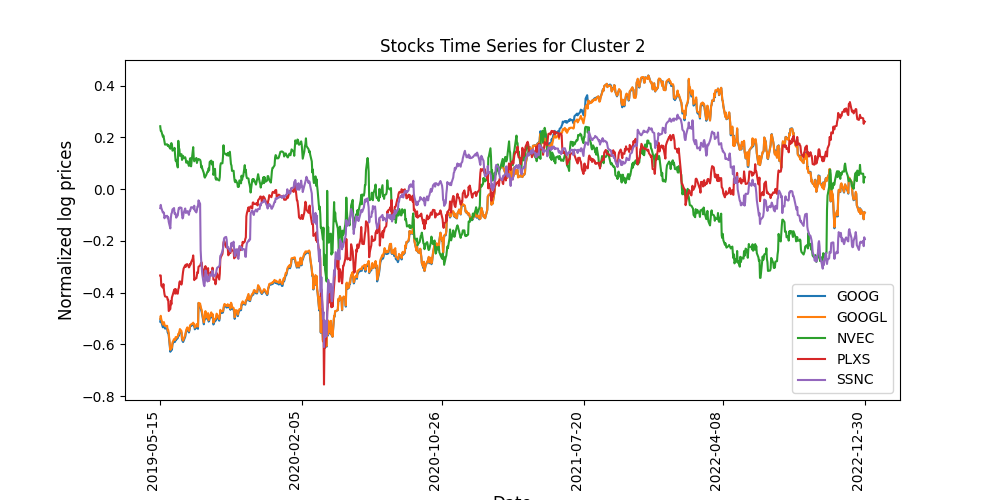 Stocks Time Series for Cluster 2
Normalized log prices
0.4
0.2
0.0
−0.2
−0.4
−0.6
−0.8
GOOG
GOOGL
NVEC
PLXS
SSNC
2019-05-15
2020-02-05
2020-10-26
2021-07-20
2022-04-08
2022-12-30
Date